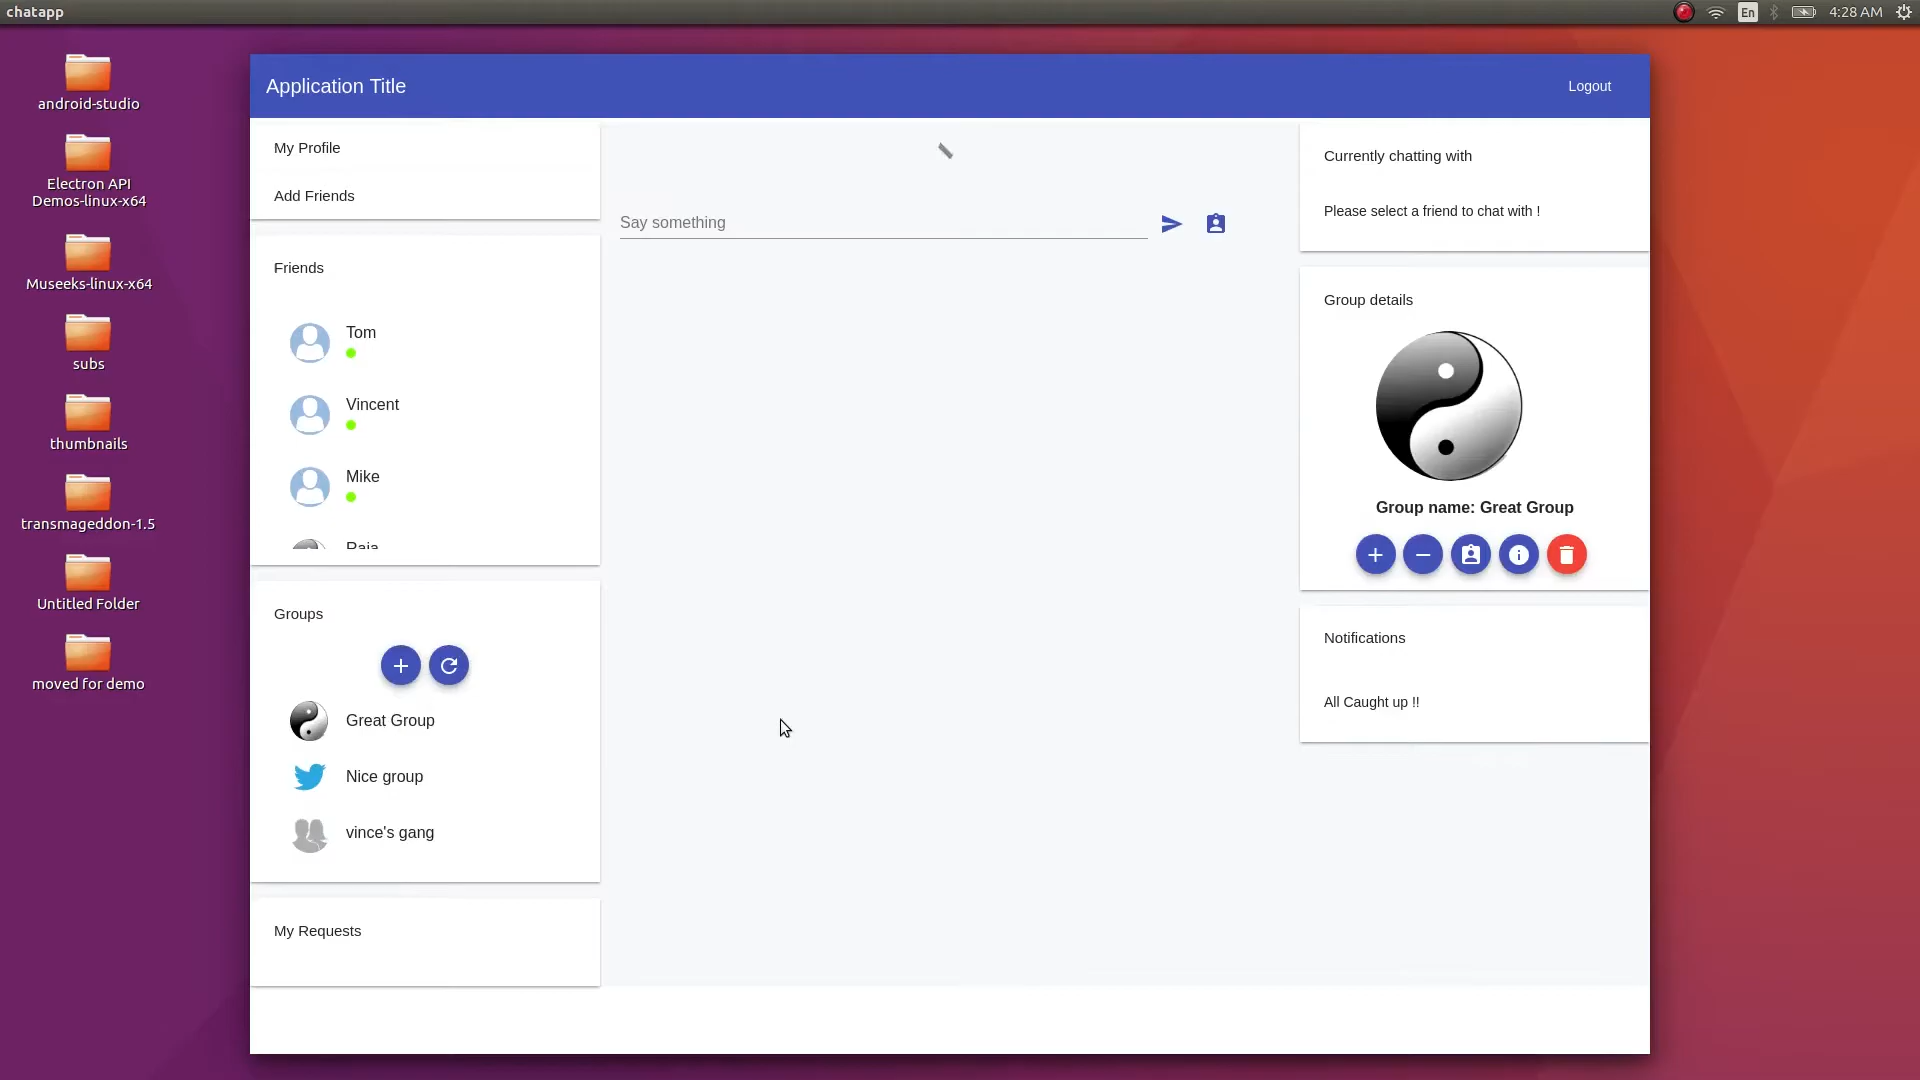 chatapp
En
4:28 AM
android-studio
Electron API
Demos-linux-x64
Museeks-linux-x64
subs
thumbnails
transmageddon-1.5
Untitled Folder
moved for demo
Application Title
Logout
My Profile
Add Friends
Friends
Tom
Vincent
Mike
Raja
Groups
Great Group
Nice group
vince's gang
My Requests
Say something
Currently chatting with
Please select a friend to chat with !
Group details
Group name: Great Group
Notifications
All Caught up !!